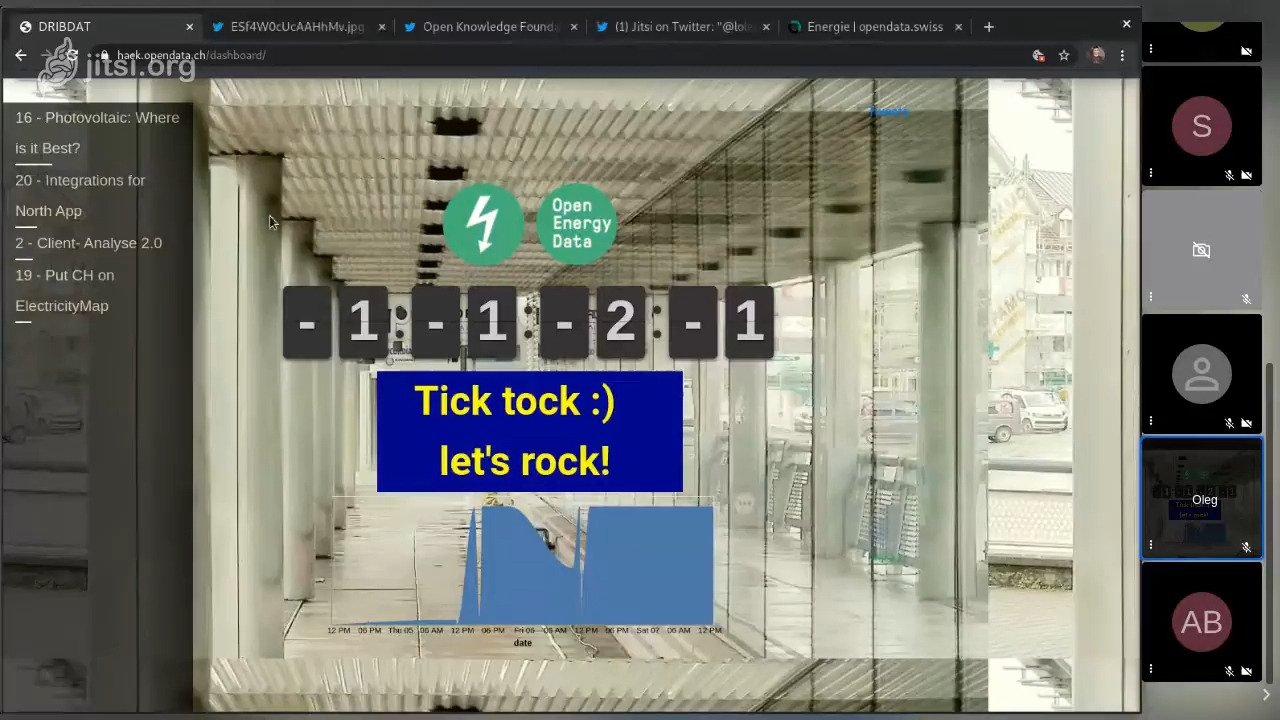 DRIBDAT
ESf4W0cUcAAHhMv.jpg
Open Knowledge Founda
(1) Jitsi on Twitter: "@lole
Energie | opendata.swiss
haek.opendata.ch/dashboard/
jitsi.org
16 - Photovoltaic: Where
is it Best?
20 - Integrations for
North App
2 - Client- Analyse 2.0
19 - Put CH on
ElectricityMap
Tweets
Open
Energy
Data
- 1 : - 1 : - 2 : - 1
Tick tock :)
let's rock!
12 PM 06 PM Thu 05 06 AM 12 PM 06 PM Fri 06 06 AM 12 PM 06 PM Sat 07 06 AM 12 PM
date
S
Oleg
AB